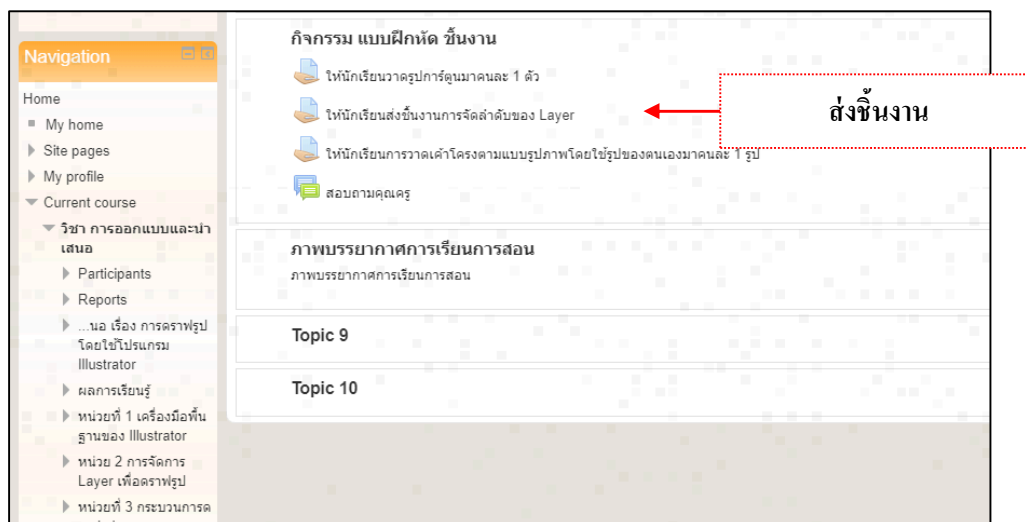 Navigation
Home
My home
Site pages
My profile
Current course
วิชา การออกแบบและนำ
เสนอ
Participants
Reports
...นอ เรื่อง การดราฟรูป
โดยใช้โปรแกรม
Illustrator
ผลการเรียนรู้
หน่วยที่ 1 เครื่องมือพื้น
ฐานของ Illustrator
หน่วย 2 การจัดการ
Layer เพื่อดราฟรูป
หน่วยที่ 3 กระบวนการด
กิจกรรม แบบฝึกหัด ชิ้นงาน
ให้นักเรียนวาดรูปการ์ตูนมาคนละ 1 ตัว
ให้นักเรียนส่งชิ้นงานการจัดลำดับของ Layer
ให้นักเรียนการวาดเค้าโครงตามแบบรูปภาพโดยใช้รูปของตนเองมาคนละ 1 รูป
สอบถามคุณครู
ส่งชิ้นงาน
ภาพบรรยากาศการเรียนการสอน
ภาพบรรยากาศการเรียนการสอน
Topic 9
Topic 10